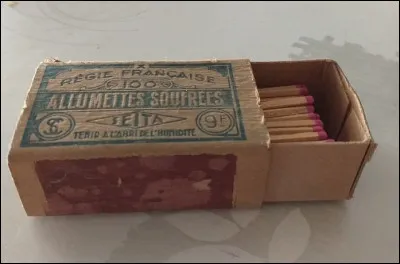 RÉGIE FRANÇAISE
100
ALLUMETTES SOUFRÉES
SEITA
9F
TENIR A L'ABRI DE L'HUMIDITÉ